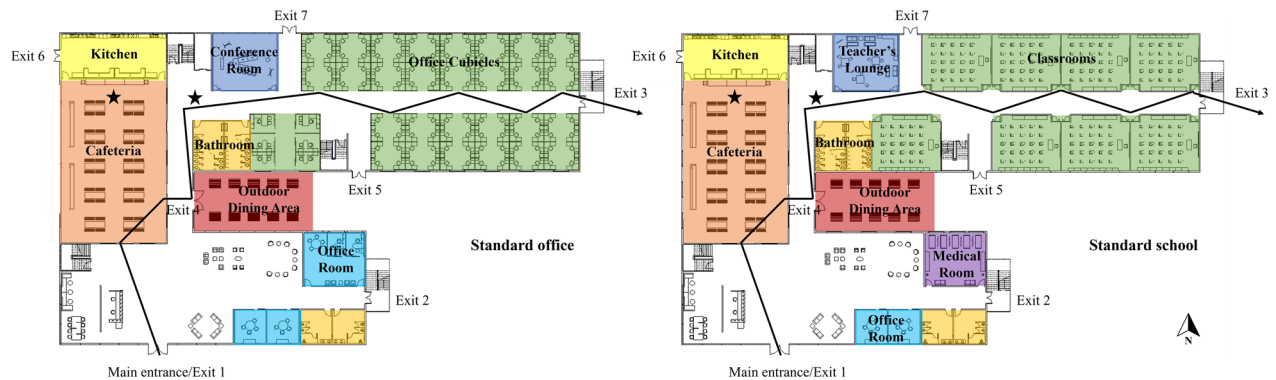 Exit 7
Exit 6
Kitchen
Conference
Room
Office Cubicles
Exit 3
Cafeteria
Bathroom
Exit 5
Exit 4
Outdoor
Dining Area
Standard office
Office
Room
Exit 2
Main entrance/Exit 1
Exit 7
Exit 6
Kitchen
Teacher's
Lounge
Classrooms
Exit 3
Cafeteria
Bathroom
Exit 5
Exit 4
Outdoor
Dining Area
Standard school
Medical
Room
Exit 2
Office
Room
N
Main entrance/Exit 1